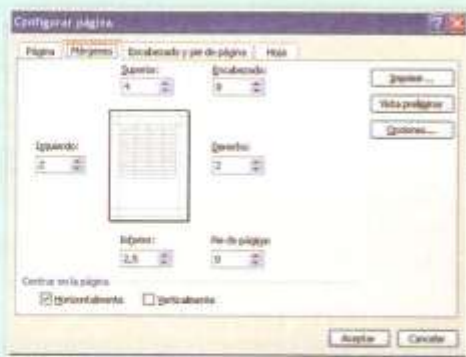 Configurar página
Página Márgenes Encabezado y pie de página Hoja
Superior: Encabezado:
4 0
Imprimir...
Vista preliminar
Opciones...
Izquierdo: Derecho:
2 2
Inferior: Pie de página:
2,5 0
Centrar en la página
Horizontalmente Verticalmente
Aceptar Cancelar